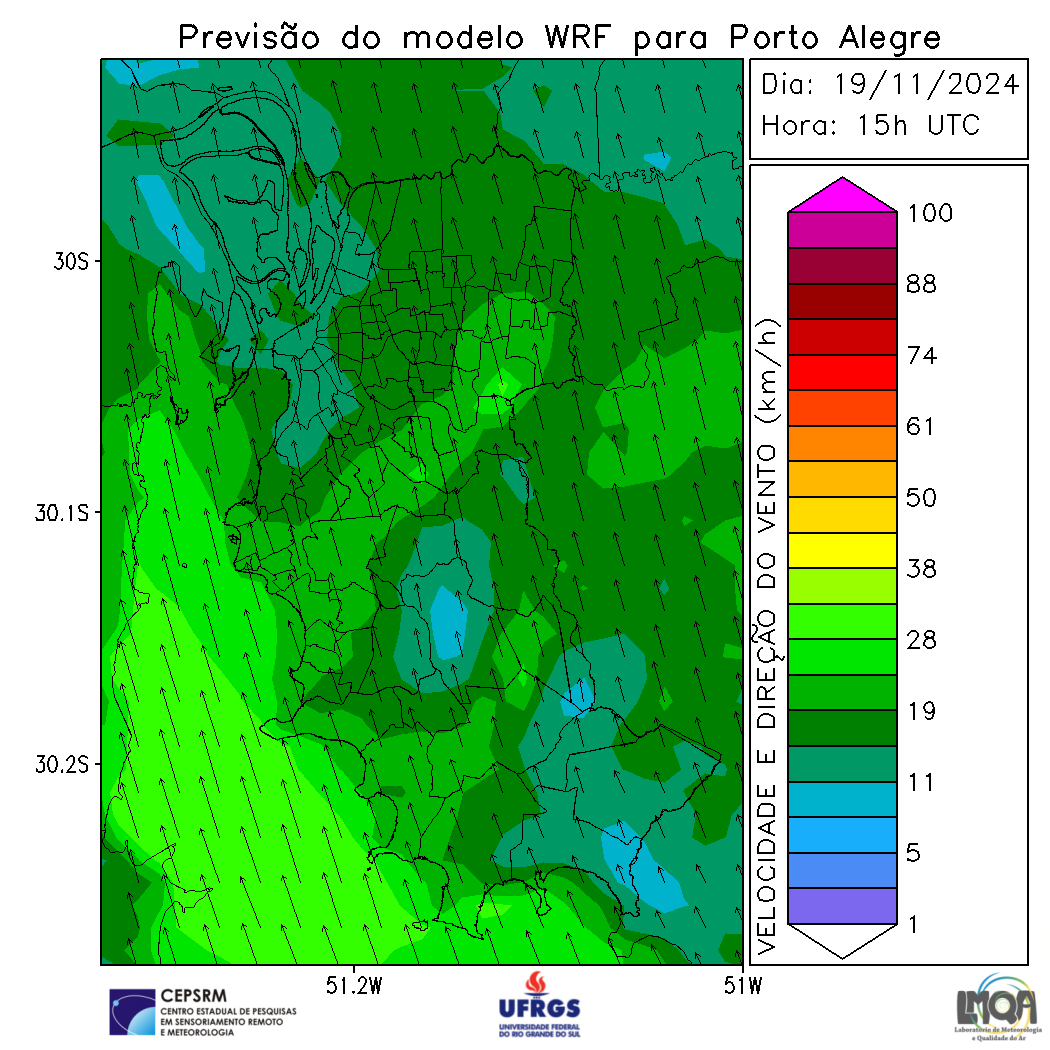 Previsão do modelo WRF para Porto Alegre
Dia: 19/11/2024
Hora: 15h UTC
30S
30.1S
30.2S
51.2W
51W
VELOCIDADE E DIREÇÃO DO VENTO (km/h)
100
88
74
61
50
38
28
19
11
5
1
CEPSRM
CENTRO ESTADUAL DE PESQUISAS
EM SENSORIAMENTO REMOTO
E METEOROLOGIA
UFRGS
UNIVERSIDADE FEDERAL
DO RIO GRANDE DO SUL
LMQA
Laboratório de Meteorologia
e Qualidade do Ar